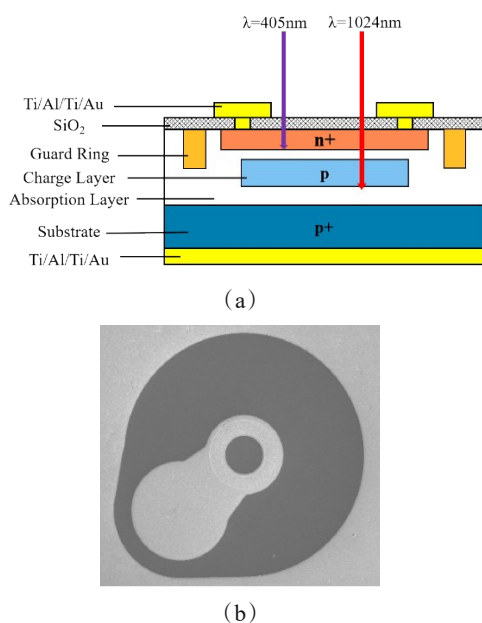 λ=405nm λ=1024nm
Ti/Al/Ti/Au
SiO2
n+
Guard Ring
Charge Layer
p
Absorption Layer
Substrate
p+
Ti/Al/Ti/Au
(a)
(b)